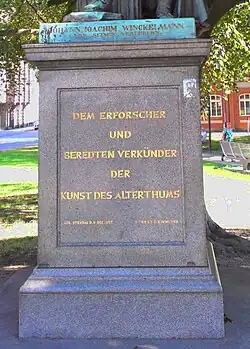 JOHANN JOACHIM WINCKELMANN
DEM ERFORSCHER
UND
BEREDTEN VERKÜNDER
DER
KUNST DES ALTERTHUMS